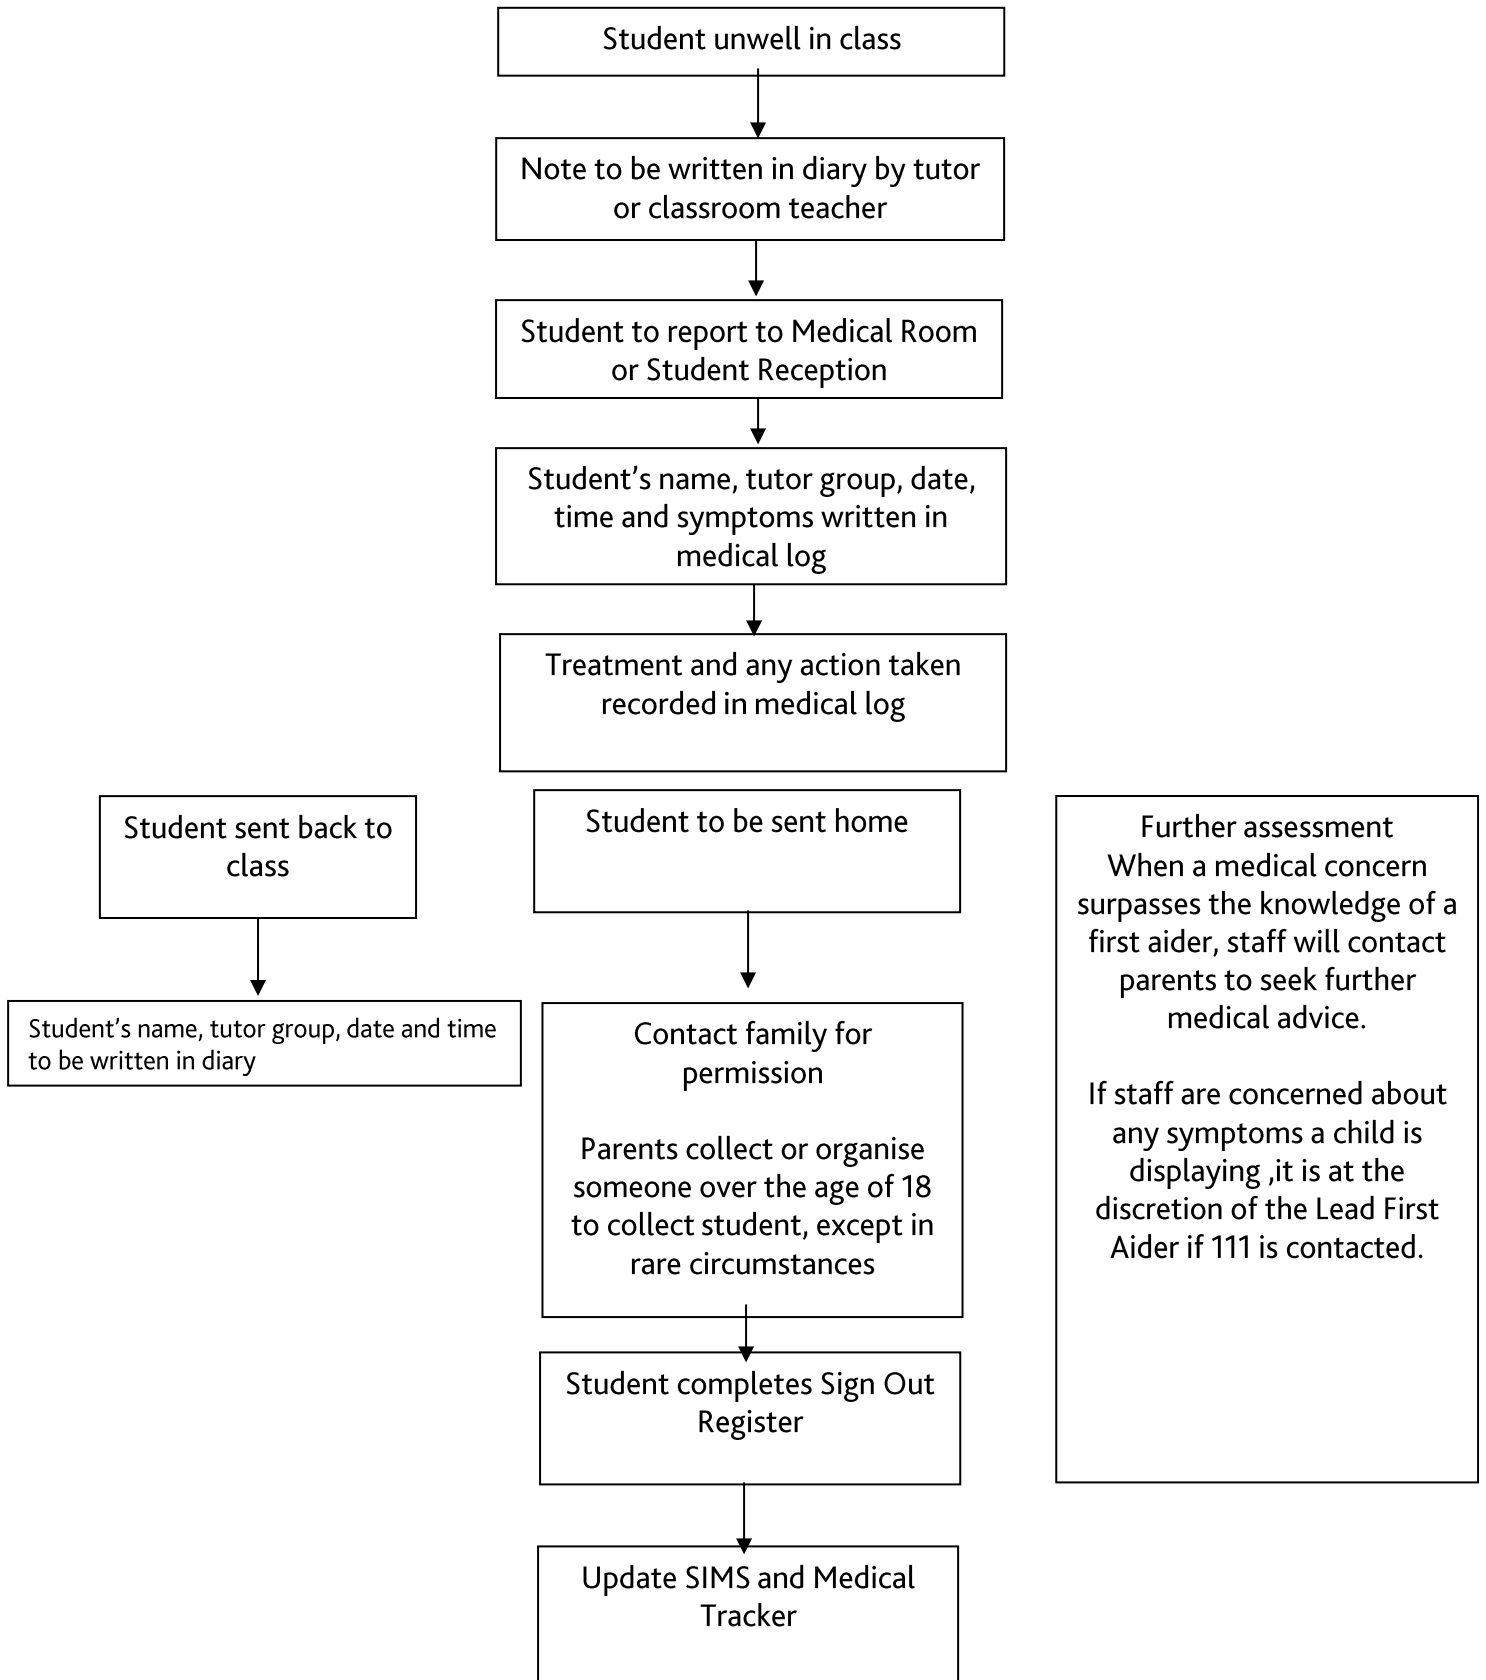 Student unwell in class
Note to be written in diary by tutor
or classroom teacher
Student to report to Medical Room
or Student Reception
Student’s name, tutor group, date,
time and symptoms written in
medical log
Treatment and any action taken
recorded in medical log
Student sent back to
class
Student’s name, tutor group, date and time
to be written in diary
Student to be sent home
Contact family for
permission
Parents collect or organise
someone over the age of 18
to collect student, except in
rare circumstances
Student completes Sign Out
Register
Update SIMS and Medical
Tracker
Further assessment
When a medical concern
surpasses the knowledge of a
first aider, staff will contact
parents to seek further
medical advice.
If staff are concerned about
any symptoms a child is
displaying ,it is at the
discretion of the Lead First
Aider if 111 is contacted.